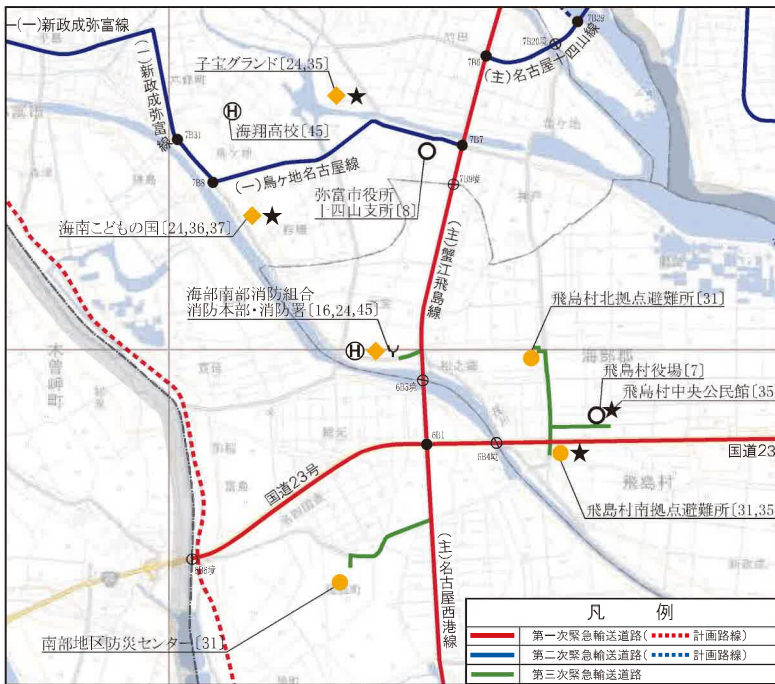 (一)新政成弥富線
(一)新政成弥富線
子宝グランド〔24,35〕
海翔高校〔45〕
(主)名古屋十四山線
7B29
7B6
7B7
7B31
7B8
(一)鳥ケ地名古屋線
弥富市役所
十四山支所〔8〕
海南こどもの国〔24,36,37〕
(主)蟹江飛島線
海部南部消防組合
消防本部・消防署〔16,24,45〕
飛島村北拠点避難所〔31〕
海部郡
飛島村役場〔7〕
飛島村中央公民館〔35
木曽岬町
6B1
国道23号
国道23
飛島村
飛島村南拠点避難所〔31,35
(主)名古屋西港線
南部地区防災センター〔31〕
凡　例
第一次緊急輸送道路(計画路線)
第二次緊急輸送道路(計画路線)
第三次緊急輸送道路